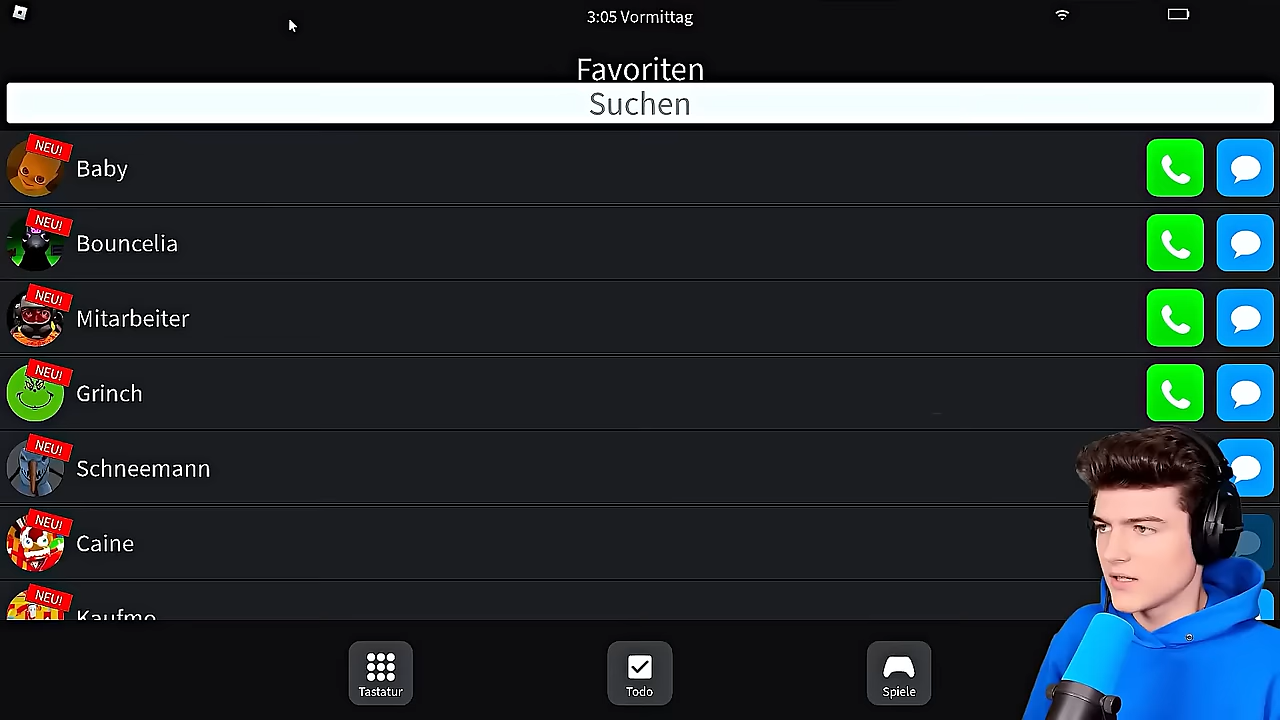 3:05 Vormittag
Favoriten
Suchen
NEU!
Baby
NEU!
Bouncelia
NEU!
Mitarbeiter
NEU!
Grinch
NEU!
Schneemann
NEU!
Caine
NEU!
Kaufmo
Tastatur
Todo
Spiele